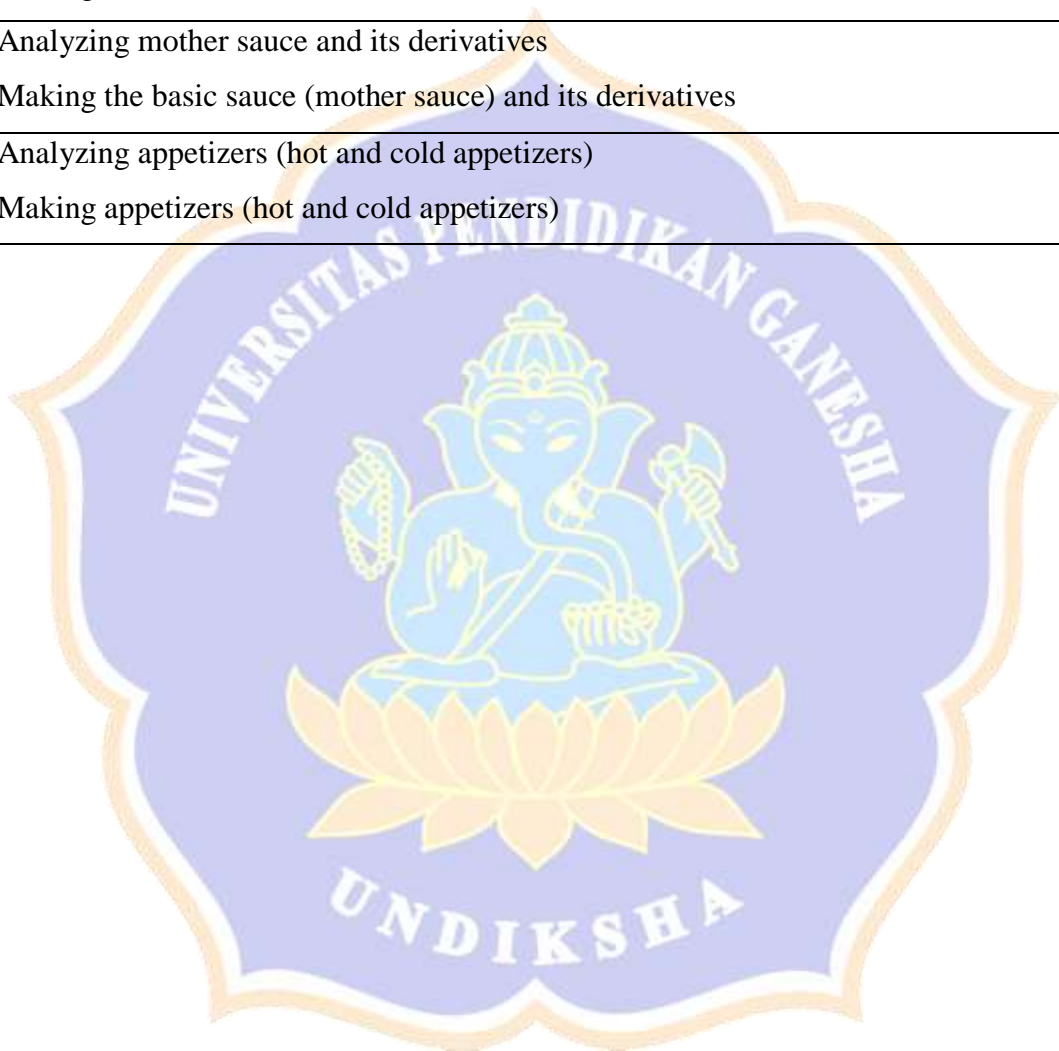 Analyzing mother sauce and its derivatives
Making the basic sauce (mother sauce) and its derivatives
Analyzing appetizers (hot and cold appetizers)
Making appetizers (hot and cold appetizers)
UNIVERSITAS PENDIDIKAN GANESHA
UNDIKSHA